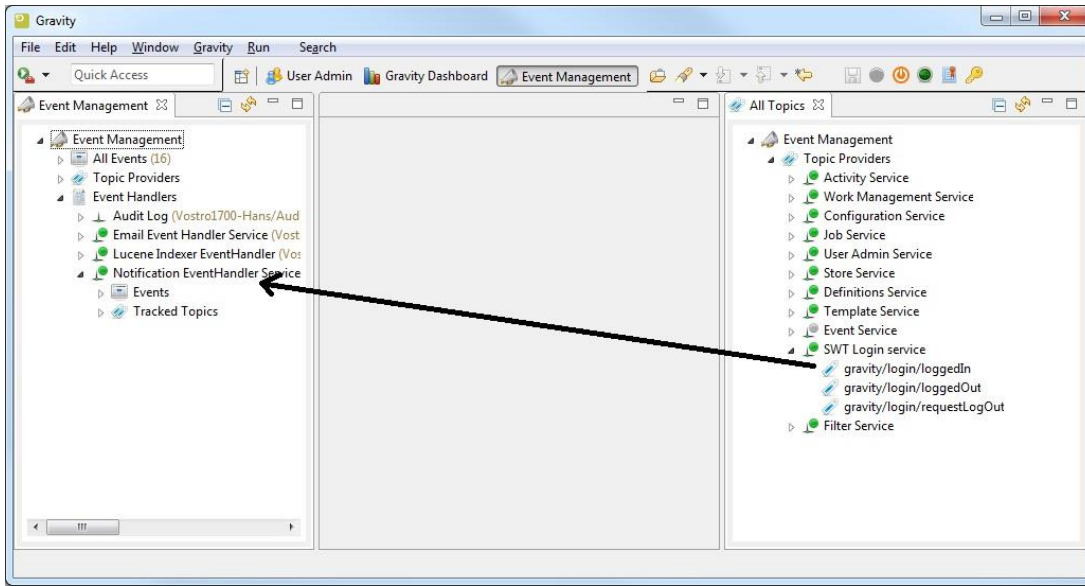 Gravity
File Edit Help Window Gravity Run Search
Quick Access User Admin Gravity Dashboard Event Management
Event Management
Event Management
All Events (16)
Topic Providers
Event Handlers
Audit Log (Vostro1700-Hans/Aud
Email Event Handler Service (Vost
Lucene Indexer EventHandler (Vos
Notification EventHandler Service
Events
Tracked Topics
All Topics
Event Management
Topic Providers
Activity Service
Work Management Service
Configuration Service
Job Service
User Admin Service
Store Service
Definitions Service
Template Service
Event Service
SWT Login service
gravity/login/loggedIn
gravity/login/loggedOut
gravity/login/requestLogOut
Filter Service